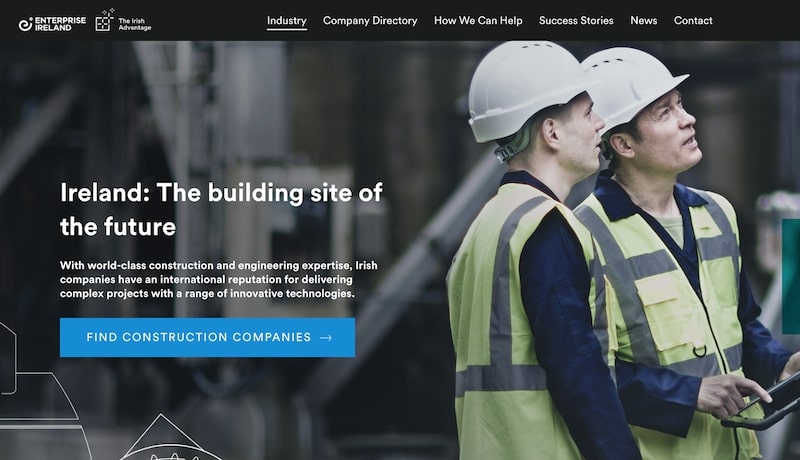 ENTERPRISE
IRELAND
The Irish
Advantage
Industry
Company Directory
How We Can Help
Success Stories
News
Contact
Ireland: The building site of
the future
With world-class construction and engineering expertise, Irish
companies have an international reputation for delivering
complex projects with a range of innovative technologies.
FIND CONSTRUCTION COMPANIES →